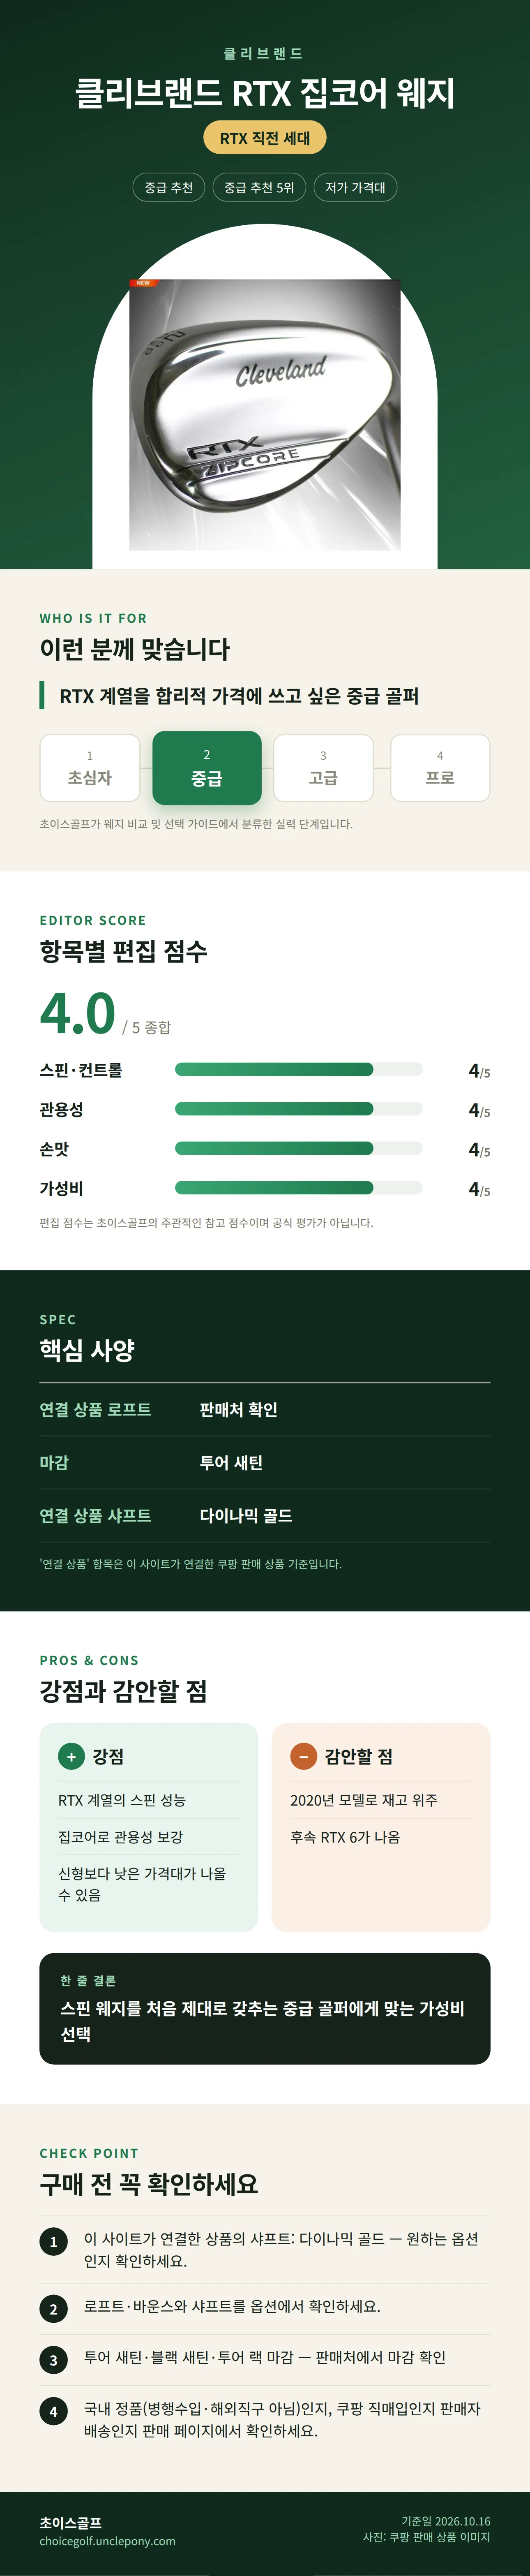 클리브랜드
클리브랜드 RTX 집코어 웨지
RTX 직전 세대
중급 추천
중급 추천 5위
저가 가격대
NEW
Cleveland
RTX
ZIPCORE
WHO IS IT FOR
이런 분께 맞습니다
RTX 계열을 합리적 가격에 쓰고 싶은 중급 골퍼
1
초심자
2
중급
3
고급
4
프로
초이스골프가 웨지 비교 및 선택 가이드에서 분류한 실력 단계입니다.
EDITOR SCORE
항목별 편집 점수
4.0 / 5 종합
스핀·컨트롤 4/5
관용성 4/5
손맛 4/5
가성비 4/5
편집 점수는 초이스골프의 주관적인 참고 점수이며 공식 평가가 아닙니다.
SPEC
핵심 사양
연결 상품 로프트 판매처 확인
마감 투어 새틴
연결 상품 샤프트 다이나믹 골드
'연결 상품' 항목은 이 사이트가 연결한 쿠팡 판매 상품 기준입니다.
PROS & CONS
강점과 감안할 점
+ 강점
RTX 계열의 스핀 성능
집코어로 관용성 보강
신형보다 낮은 가격대가 나올
수 있음
− 감안할 점
2020년 모델로 재고 위주
후속 RTX 6가 나옴
한 줄 결론
스핀 웨지를 처음 제대로 갖추는 중급 골퍼에게 맞는 가성비
선택
CHECK POINT
구매 전 꼭 확인하세요
1 이 사이트가 연결한 상품의 샤프트: 다이나믹 골드 — 원하는 옵션
인지 확인하세요.
2 로프트·바운스와 샤프트를 옵션에서 확인하세요.
3 투어 새틴·블랙 새틴·투어 랙 마감 — 판매처에서 마감 확인
4 국내 정품(병행수입·해외직구 아님)인지, 쿠팡 직매입인지 판매자
배송인지 판매 페이지에서 확인하세요.
초이스골프
choicegolf.unclepony.com
기준일 2026.10.16
사진: 쿠팡 판매 상품 이미지